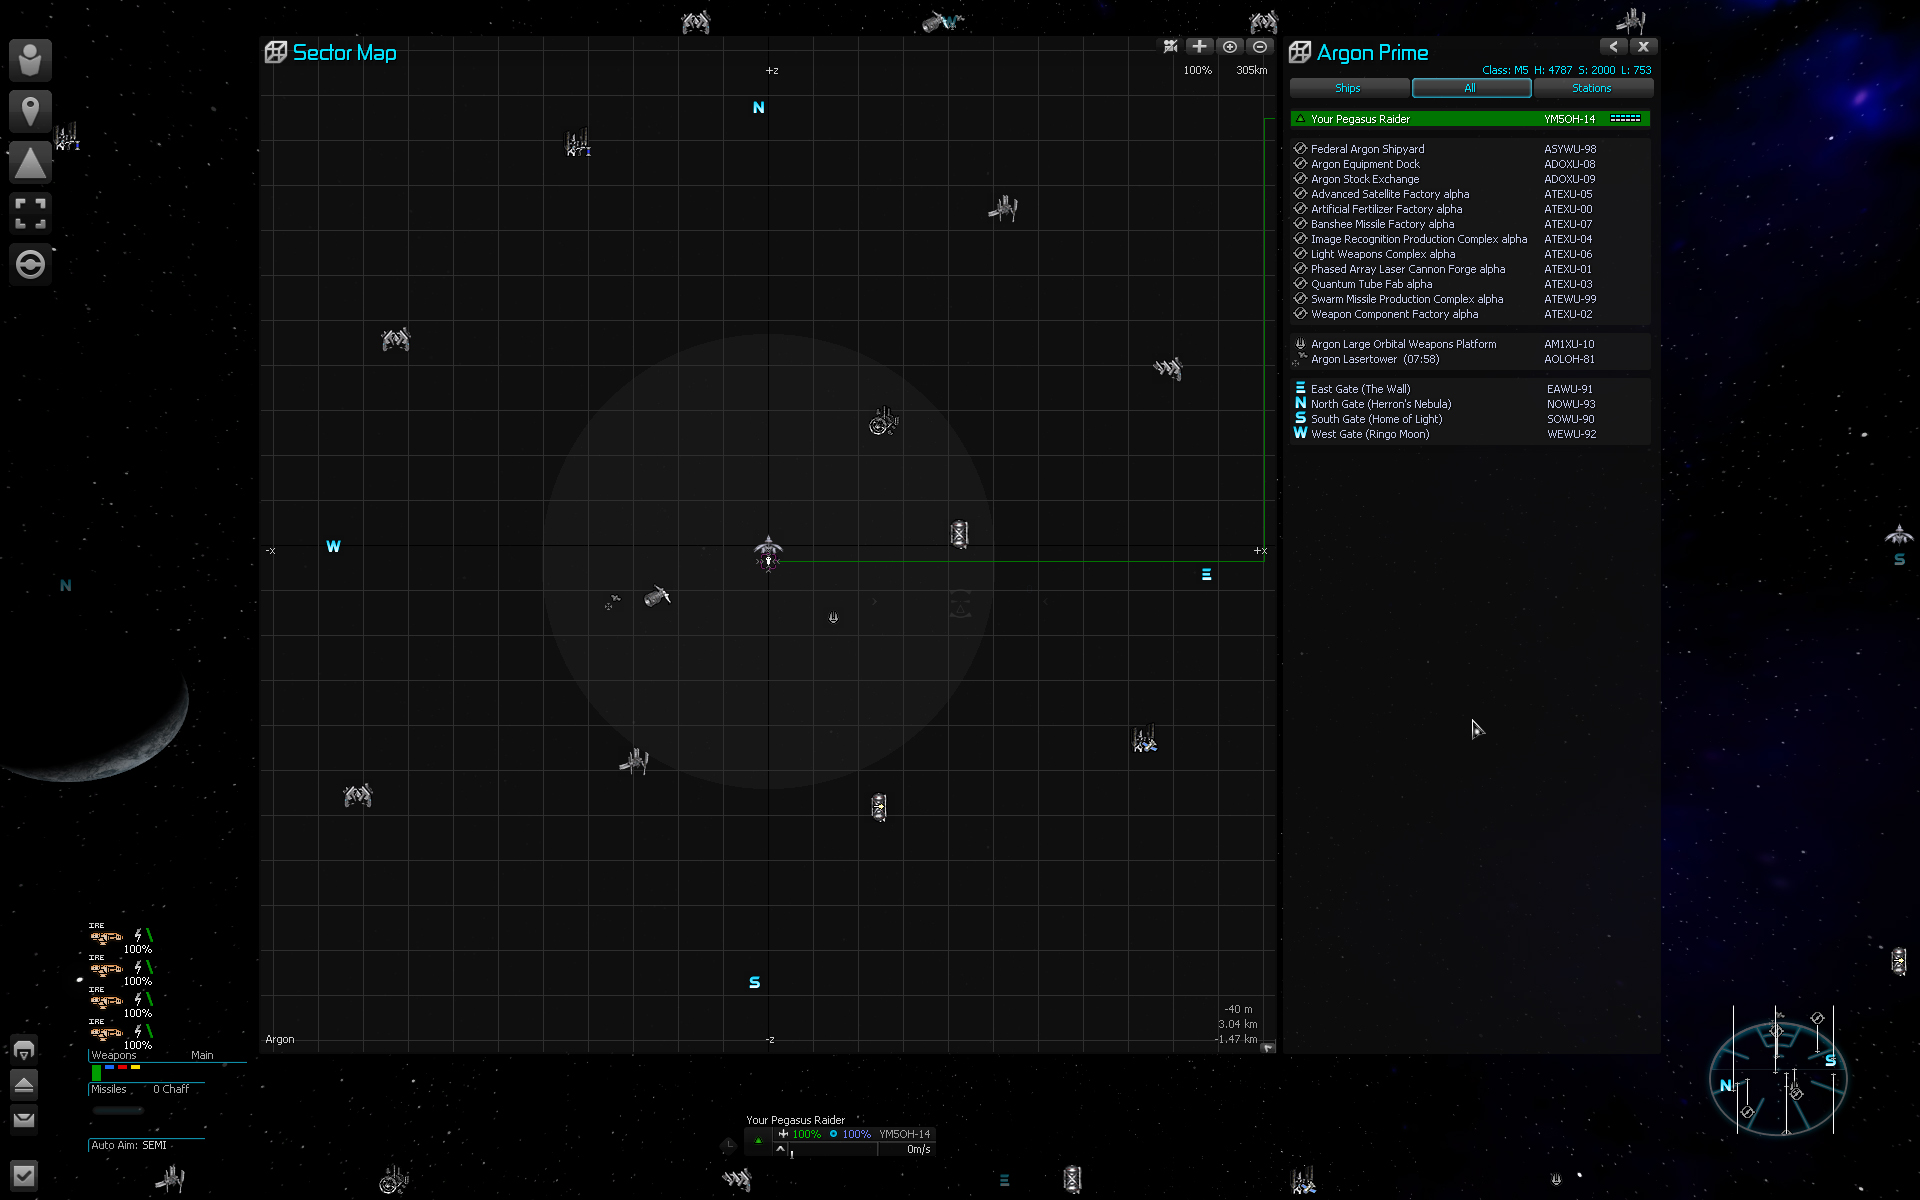 Sector Map
100% 305km
+z
N
W
-x
+x
E
S
-z
-40 m
3.04 km
-1.47 km
Argon
Argon Prime
Class: M5 H: 4787 S: 2000 L: 753
Ships All Stations
Your Pegasus Raider YM5OH-14
Federal Argon Shipyard ASYWU-98
Argon Equipment Dock ADOXU-08
Argon Stock Exchange ADOXU-09
Advanced Satellite Factory alpha ATEXU-05
Artificial Fertilizer Factory alpha ATEXU-00
Banshee Missile Factory alpha ATEXU-07
Image Recognition Production Complex alpha ATEXU-04
Light Weapons Complex alpha ATEXU-06
Phased Array Laser Cannon Forge alpha ATEXU-01
Quantum Tube Fab alpha ATEXU-03
Swarm Missile Production Complex alpha ATEWU-99
Weapon Component Factory alpha ATEXU-02
Argon Large Orbital Weapons Platform AM1XU-10
Argon Lasertower (07:58) AOLOH-81
E East Gate (The Wall) EAWU-91
N North Gate (Herron's Nebula) NOWU-93
S South Gate (Home of Light) SOWU-90
W West Gate (Ringo Moon) WEWU-92
W
N
S
E
IRE
100%
IRE
100%
IRE
100%
IRE
100%
Weapons Main
Missiles 0 Chaff
Auto Aim: SEMI
Your Pegasus Raider
100% 100% YM5OH-14
0m/s
N
S